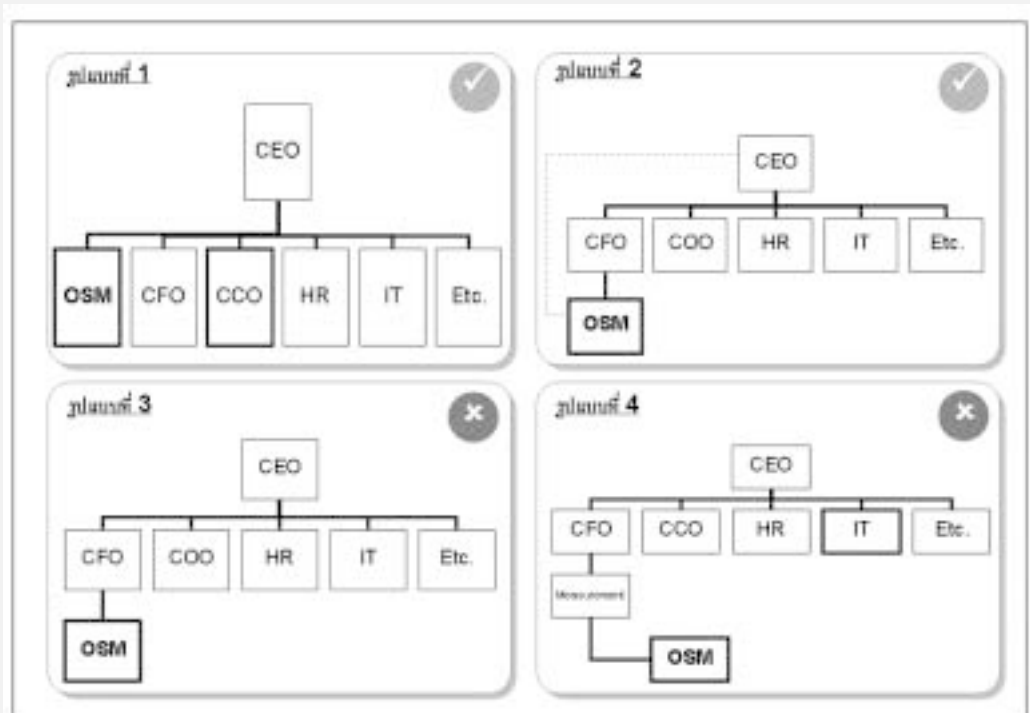 รูปแบบที่ 1
CEO
OSM CFO CCO HR IT Etc.
รูปแบบที่ 2
CEO
CFO COO HR IT Etc.
OSM
รูปแบบที่ 3
CEO
CFO COO HR IT Etc.
OSM
รูปแบบที่ 4
CEO
CFO CCO HR IT Etc.
Measurement
OSM